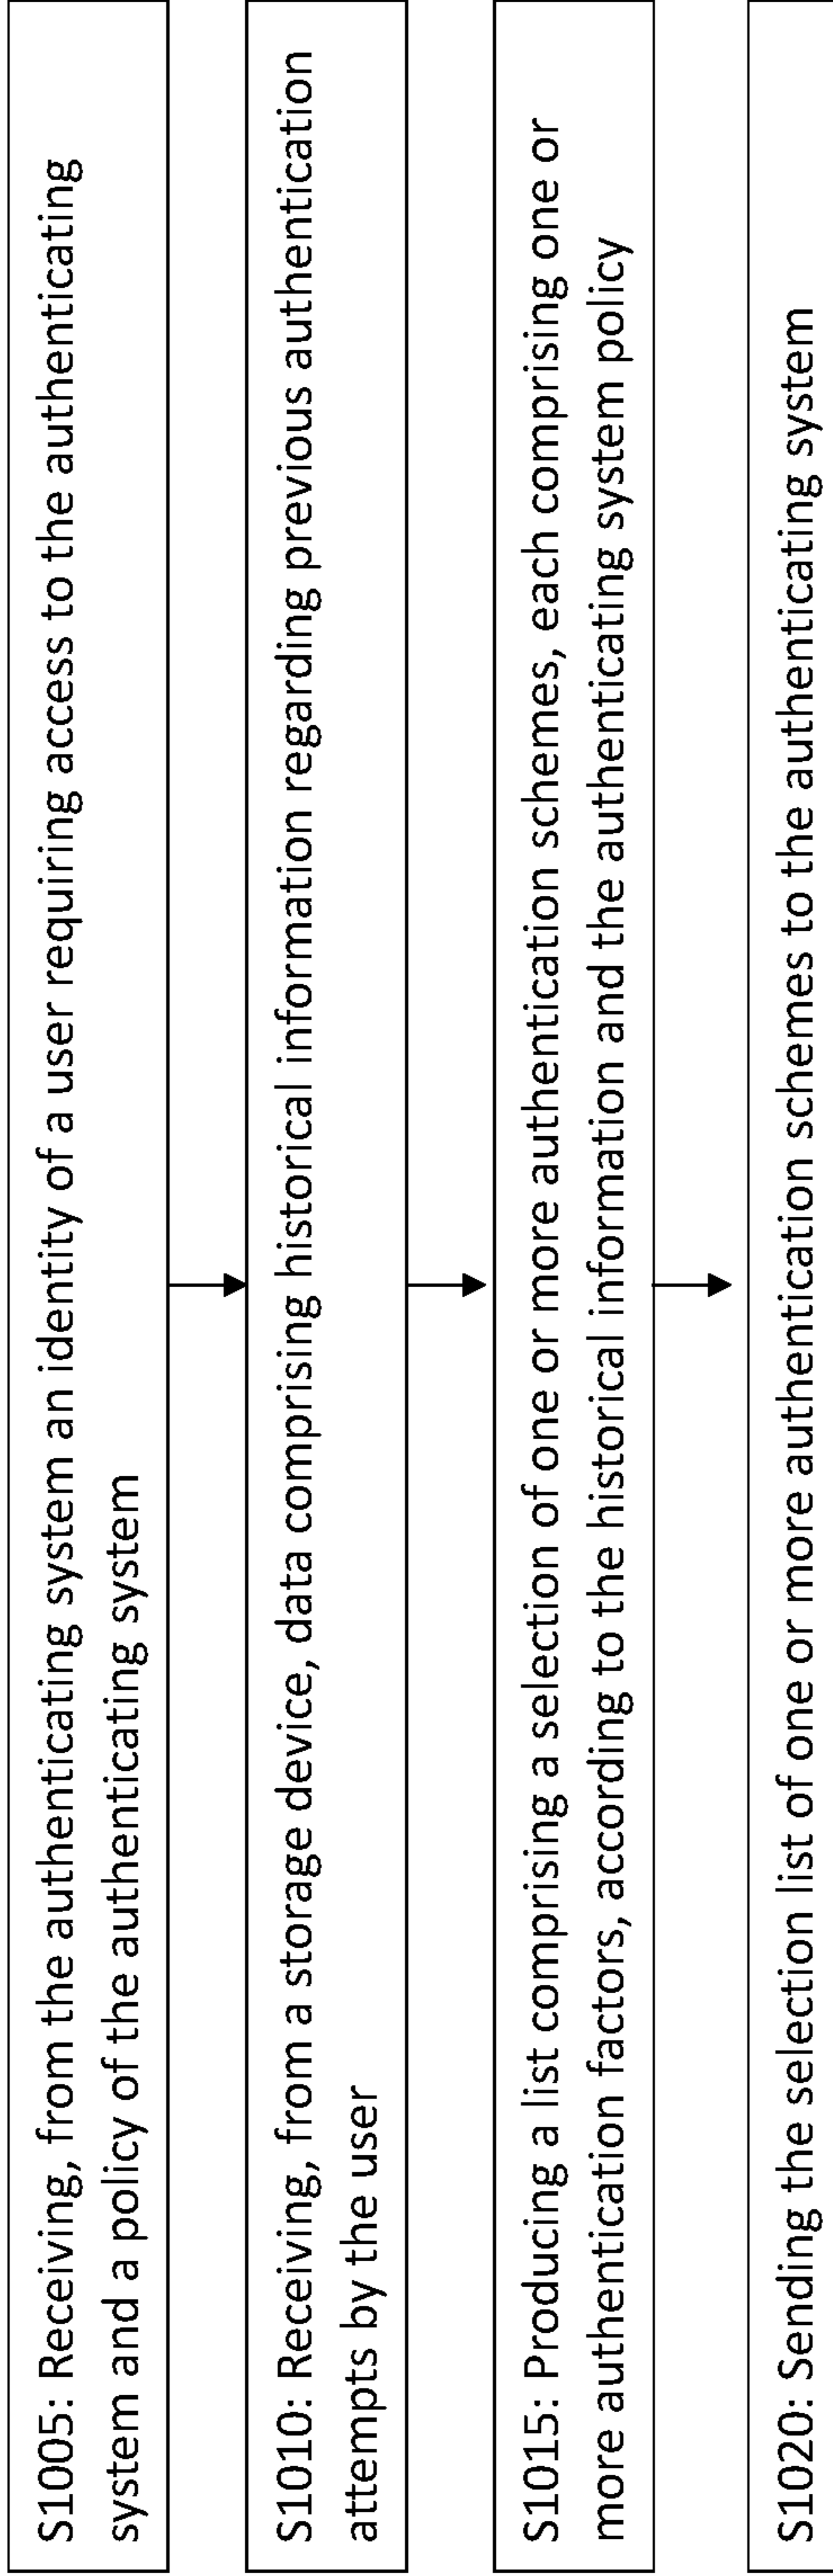 S1005: Receiving, from the authenticating system an identity of a user requiring access to the authenticating
system and a policy of the authenticating system
S1010: Receiving, from a storage device, data comprising historical information regarding previous authentication
attempts by the user
S1015: Producing a list comprising a selection of one or more authentication schemes, each comprising one or
more authentication factors, according to the historical information and the authenticating system policy
S1020: Sending the selection list of one or more authentication schemes to the authenticating system